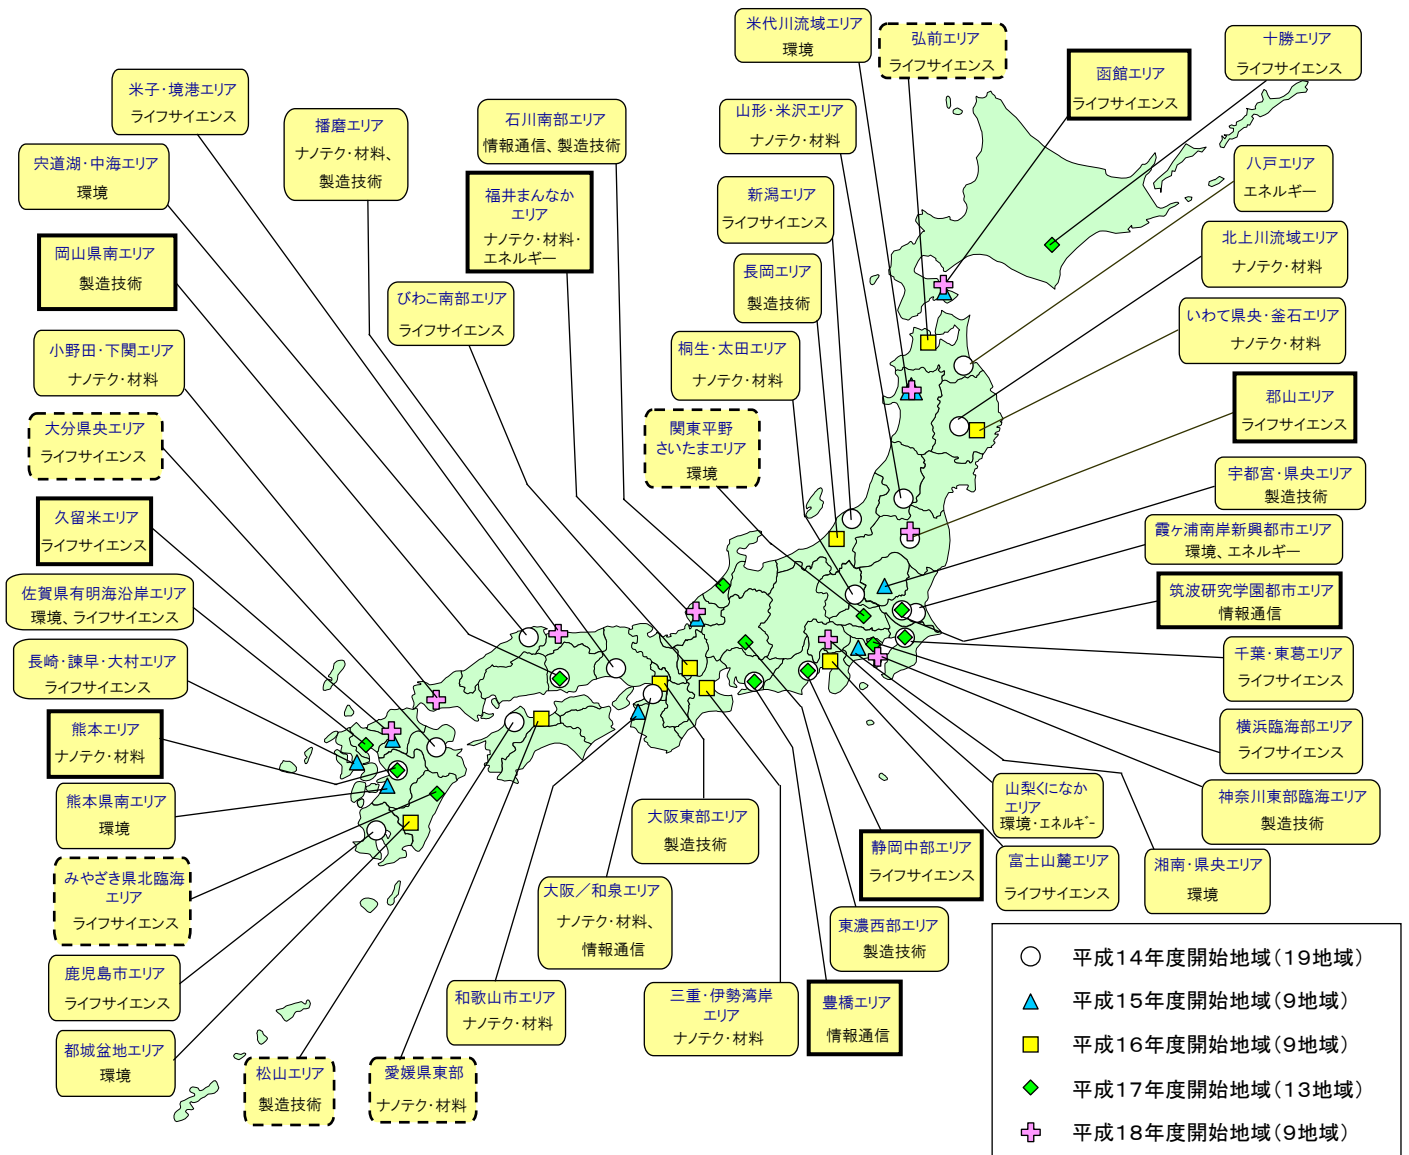 米代川流域エリア
環境
弘前エリア
ライフサイエンス
十勝エリア
ライフサイエンス
函館エリア
ライフサイエンス
米子・境港エリア
ライフサイエンス
播磨エリア
ナノテク・材料、
製造技術
石川南部エリア
情報通信、製造技術
山形・米沢エリア
ナノテク・材料
宍道湖・中海エリア
環境
八戸エリア
エネルギー
福井まんなか
エリア
ナノテク・材料・
エネルギー
新潟エリア
ライフサイエンス
岡山県南エリア
製造技術
北上川流域エリア
ナノテク・材料
長岡エリア
製造技術
びわこ南部エリア
ライフサイエンス
いわて県央・釜石エリア
ナノテク・材料
小野田・下関エリア
ナノテク・材料
桐生・太田エリア
ナノテク・材料
郡山エリア
ライフサイエンス
大分県央エリア
ライフサイエンス
関東平野
さいたまエリア
環境
宇都宮・県央エリア
製造技術
久留米エリア
ライフサイエンス
霞ヶ浦南岸新興都市エリア
環境、エネルギー
佐賀県有明海沿岸エリア
環境、ライフサイエンス
筑波研究学園都市エリア
情報通信
長崎・諫早・大村エリア
ライフサイエンス
千葉・東葛エリア
ライフサイエンス
熊本エリア
ナノテク・材料
横浜臨海部エリア
ライフサイエンス
熊本県南エリア
環境
山梨くになか
エリア
環境・エネルギー
神奈川東部臨海エリア
製造技術
大阪東部エリア
製造技術
静岡中部エリア
ライフサイエンス
富士山麓エリア
ライフサイエンス
湘南・県央エリア
環境
みやざき県北臨海
エリア
ライフサイエンス
大阪／和泉エリア
ナノテク・材料、
情報通信
東濃西部エリア
製造技術
鹿児島市エリア
ライフサイエンス
和歌山市エリア
ナノテク・材料
三重・伊勢湾岸
エリア
ナノテク・材料
豊橋エリア
情報通信
都城盆地エリア
環境
松山エリア
製造技術
愛媛県東部
ナノテク・材料
平成14年度開始地域（19地域）
平成15年度開始地域（9地域）
平成16年度開始地域（9地域）
平成17年度開始地域（13地域）
平成18年度開始地域（9地域）